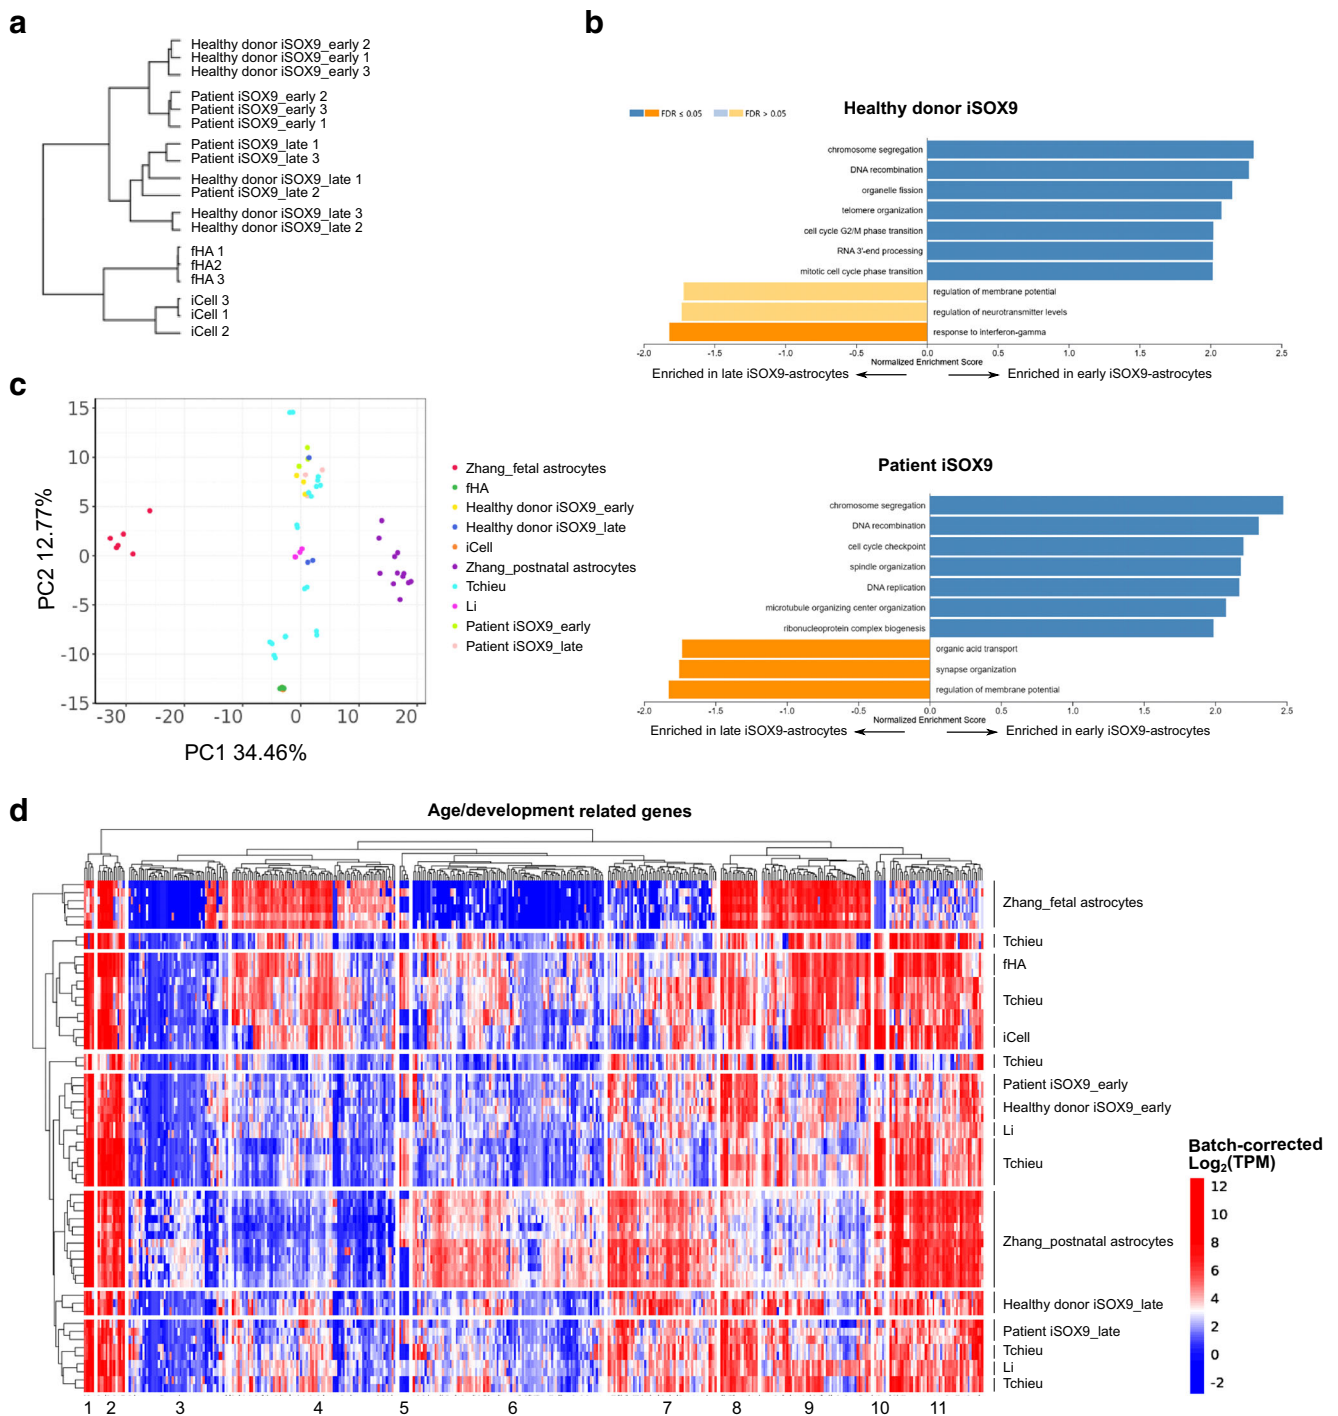 a
Healthy donor iSOX9_early 2
Healthy donor iSOX9_early 1
Healthy donor iSOX9_early 3
Patient iSOX9_early 2
Patient iSOX9_early 3
Patient iSOX9_early 1
Patient iSOX9_late 1
Patient iSOX9_late 3
Healthy donor iSOX9_late 1
Patient iSOX9_late 2
Healthy donor iSOX9_late 3
Healthy donor iSOX9_late 2
fHA 1
fHA2
fHA 3
iCell 3
iCell 1
iCell 2
b
FDR ≤ 0.05 FDR > 0.05
Healthy donor iSOX9
chromosome segregation
DNA recombination
organelle fission
telomere organization
cell cycle G2/M phase transition
RNA 3'-end processing
mitotic cell cycle phase transition
regulation of membrane potential
regulation of neurotransmitter levels
response to interferon-gamma
-2.0 -1.5 -1.0 -0.5 0.0 0.5 1.0 1.5 2.0 2.5
Normalized Enrichment Score
Enriched in late iSOX9-astrocytes Enriched in early iSOX9-astrocytes
Patient iSOX9
chromosome segregation
DNA recombination
cell cycle checkpoint
spindle organization
DNA replication
microtubule organizing center organization
ribonucleoprotein complex biogenesis
organic acid transport
synapse organization
regulation of membrane potential
-2.0 -1.5 -1.0 -0.5 0.0 0.5 1.0 1.5 2.0 2.5
Normalized Enrichment Score
Enriched in late iSOX9-astrocytes Enriched in early iSOX9-astrocytes
c
15
10
5
0
-5
-10
-15
PC2 12.77%
-30 -20 -10 0 10 20
PC1 34.46%
Zhang_fetal astrocytes
fHA
Healthy donor iSOX9_early
Healthy donor iSOX9_late
iCell
Zhang_postnatal astrocytes
Tchieu
Li
Patient iSOX9_early
Patient iSOX9_late
d
Age/development related genes
Zhang_fetal astrocytes
Tchieu
fHA
Tchieu
iCell
Tchieu
Patient iSOX9_early
Healthy donor iSOX9_early
Li
Tchieu
Zhang_postnatal astrocytes
Healthy donor iSOX9_late
Patient iSOX9_late
Tchieu
Li
Tchieu
1 2 3 4 5 6 7 8 9 10 11
Batch-corrected
Log2(TPM)
12
10
8
6
4
2
0
-2